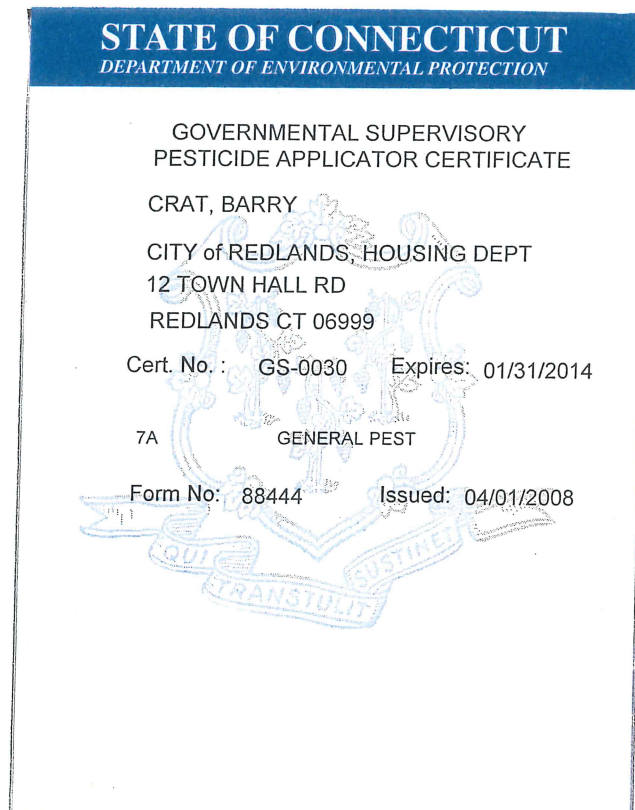 STATE OF CONNECTICUT
DEPARTMENT OF ENVIRONMENTAL PROTECTION
GOVERNMENTAL SUPERVISORY
PESTICIDE APPLICATOR CERTIFICATE
CRAT, BARRY
CITY of REDLANDS, HOUSING DEPT
12 TOWN HALL RD
REDLANDS CT 06999
Cert. No. : GS-0030 Expires: 01/31/2014
7A GENERAL PEST
Form No: 88444 Issued: 04/01/2008
QUI TRANSTULIT SUSTINET